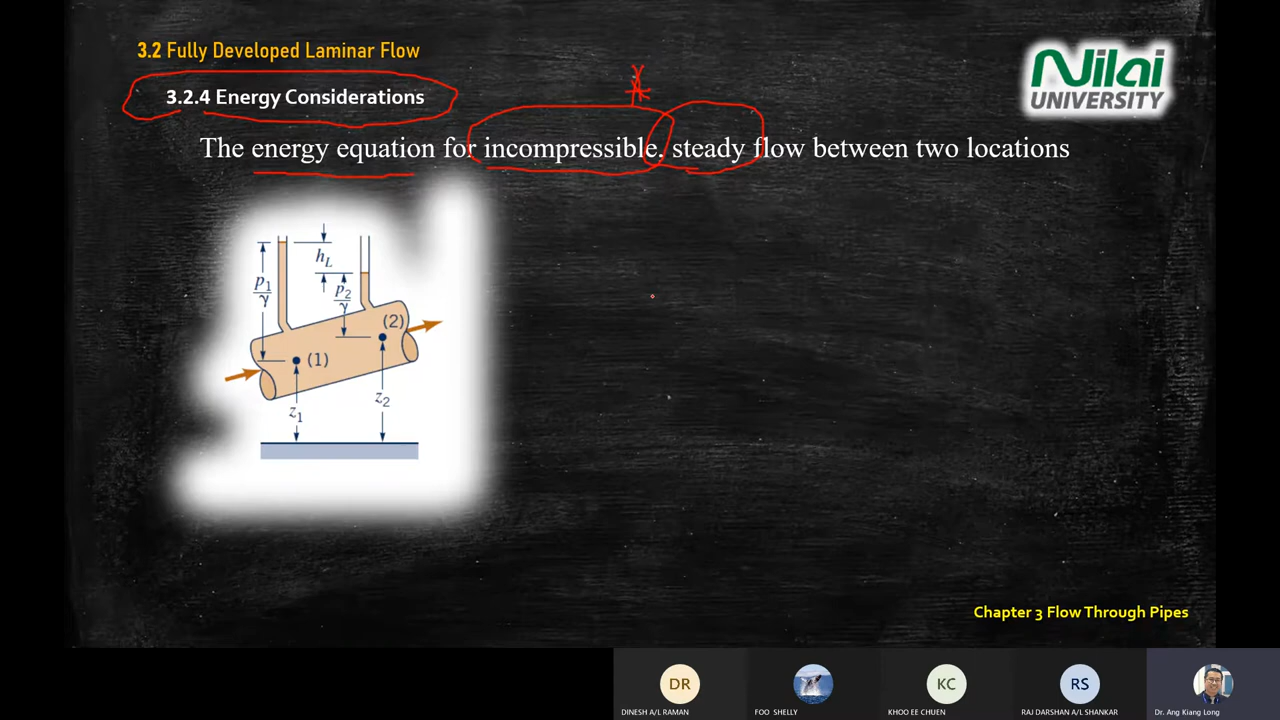 3.2 Fully Developed Laminar Flow
3.2.4 Energy Considerations
Nilai
UNIVERSITY
The energy equation for incompressible, steady flow between two locations
h_L
p_1
γ
p_2
γ
(2)
(1)
z_1
z_2
Chapter 3 Flow Through Pipes
DR
KC
RS
DINESH A/L RAMAN
FOO SHELLY
KHOO EE CHUEN
RAJ DARSHAN A/L SHANKAR
Dr. Ang Kiang Long